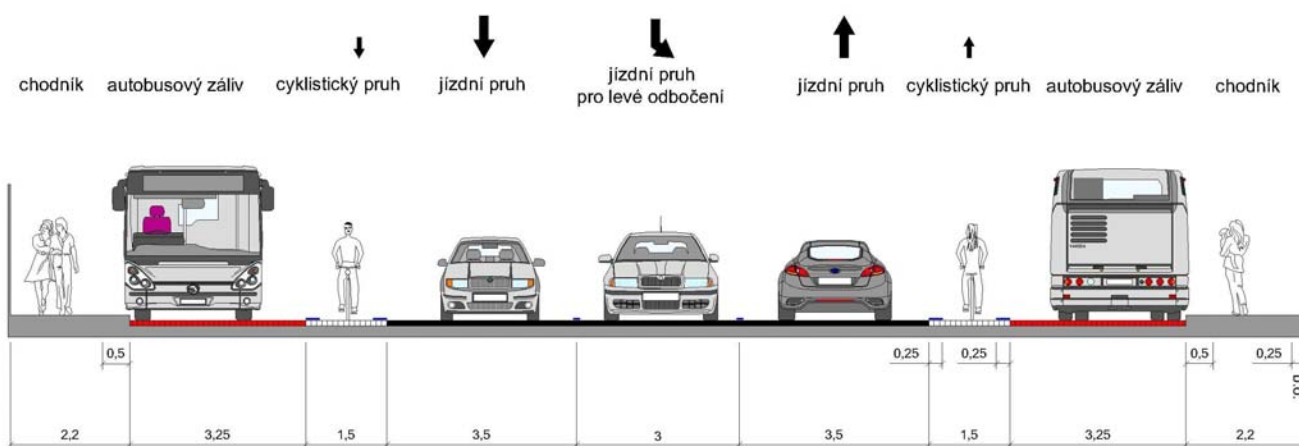 chodník
autobusový záliv
cyklistický pruh
jízdní pruh
jízdní pruh
pro levé odbočení
jízdní pruh
cyklistický pruh
autobusový záliv
chodník
0,5
0,25
0,25
0,5
0,25
2,2
3,25
1,5
3,5
3
3,5
1,5
3,25
2,2